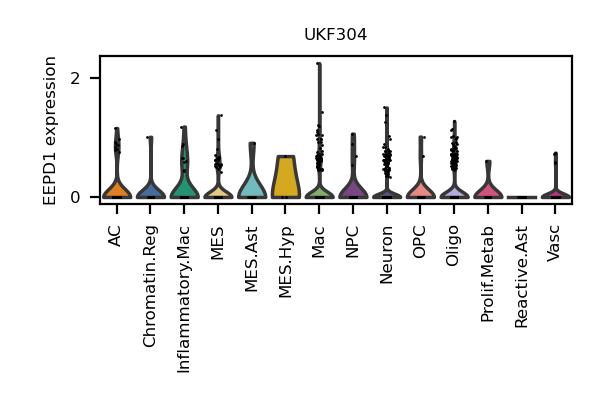 UKF304
EEPD1 expression
2
0
AC
Chromatin.Reg
Inflammatory.Mac
MES
MES.Ast
MES.Hyp
Mac
NPC
Neuron
OPC
Oligo
Prolif.Metab
Reactive.Ast
Vasc